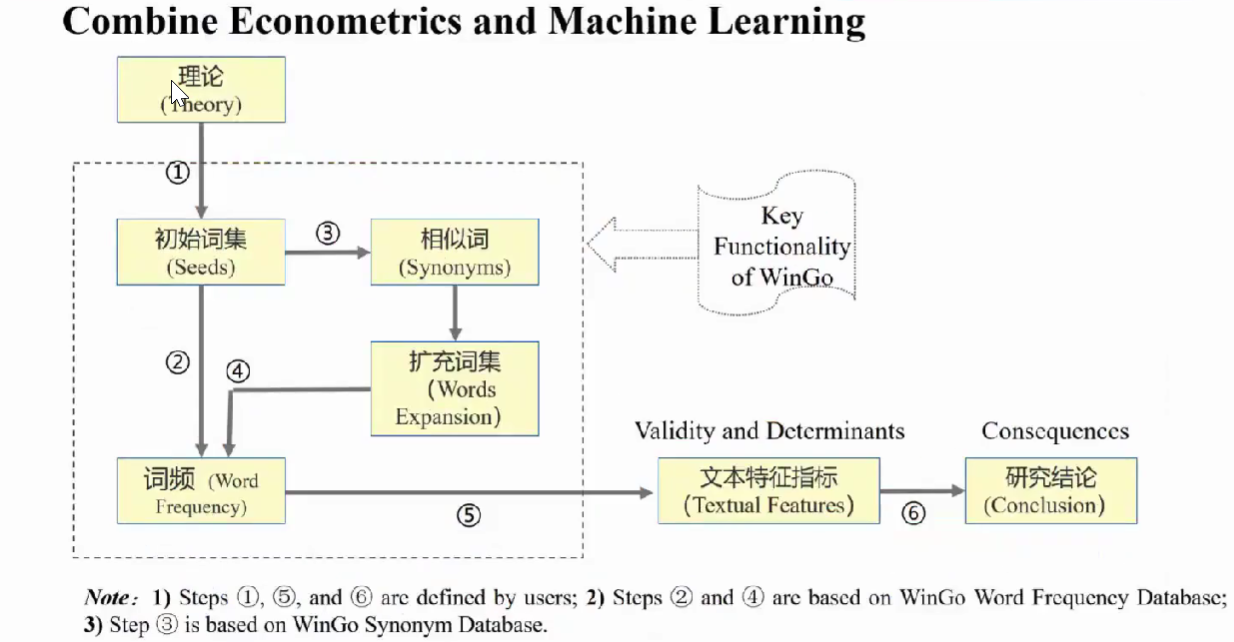 Combine Econometrics and Machine Learning
理论
(Theory)
①
初始词集
(Seeds)
③
相似词
(Synonyms)
Key
Functionality
of WinGo
②
④
扩充词集
(Words
Expansion)
Validity and Determinants
Consequences
词频 (Word
Frequency)
⑤
文本特征指标
(Textual Features)
⑥
研究结论
(Conclusion)
Note: 1) Steps ①, ⑤, and ⑥ are defined by users; 2) Steps ② and ④ are based on WinGo Word Frequency Database;
3) Step ③ is based on WinGo Synonym Database.